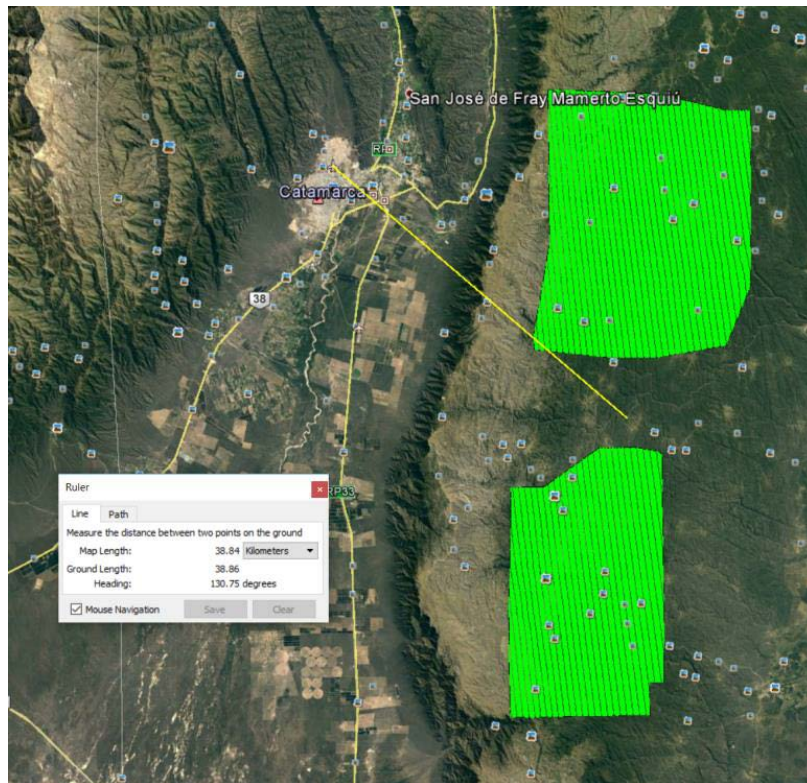 San José de Fray Mamerto Esquiú
Catamarca
38
RP33
Ruler
Line Path
Measure the distance between two points on the ground
Map Length: 38.84 Kilometers
Ground Length: 38.86
Heading: 130.75 degrees
Mouse Navigation Save Clear